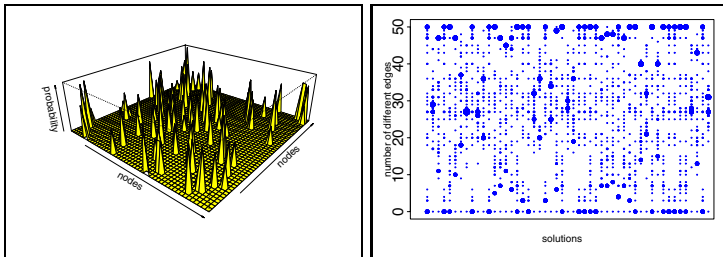 probability
nodes
nodes
number of different edges
50
40
30
20
10
0
solutions